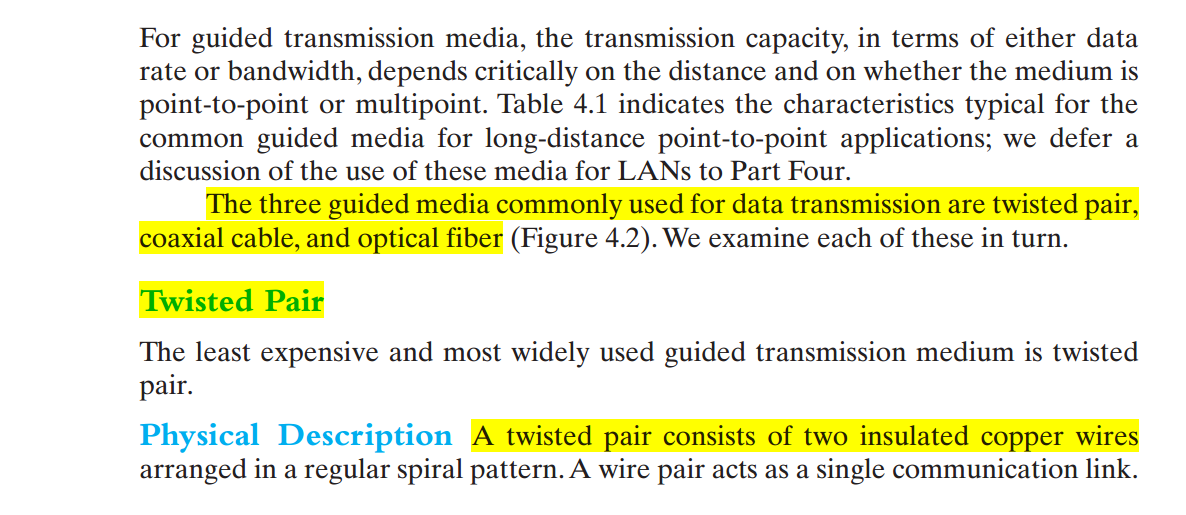 For guided transmission media, the transmission capacity, in terms of either data
rate or bandwidth, depends critically on the distance and on whether the medium is
point-to-point or multipoint. Table 4.1 indicates the characteristics typical for the
common guided media for long-distance point-to-point applications; we defer a
discussion of the use of these media for LANs to Part Four.
The three guided media commonly used for data transmission are twisted pair,
coaxial cable, and optical fiber (Figure 4.2). We examine each of these in turn.
Twisted Pair
The least expensive and most widely used guided transmission medium is twisted
pair.
Physical Description A twisted pair consists of two insulated copper wires
arranged in a regular spiral pattern. A wire pair acts as a single communication link.